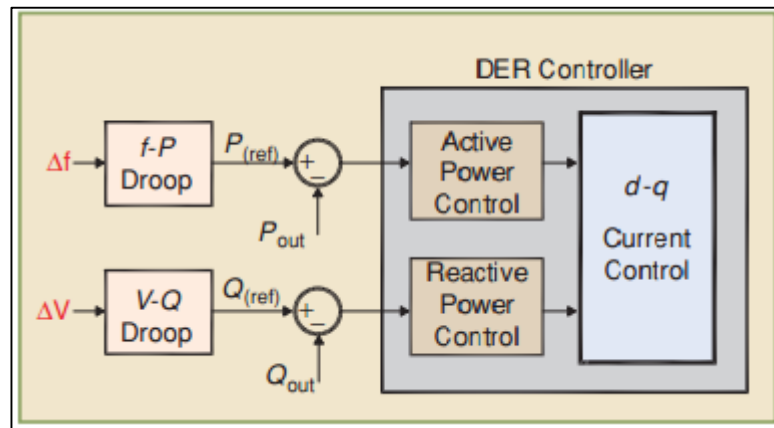 DER Controller
Δf
f-P
Droop
P(ref)
+
−
Pout
Active
Power
Control
d-q
Current
Control
ΔV
V-Q
Droop
Q(ref)
+
−
Qout
Reactive
Power
Control